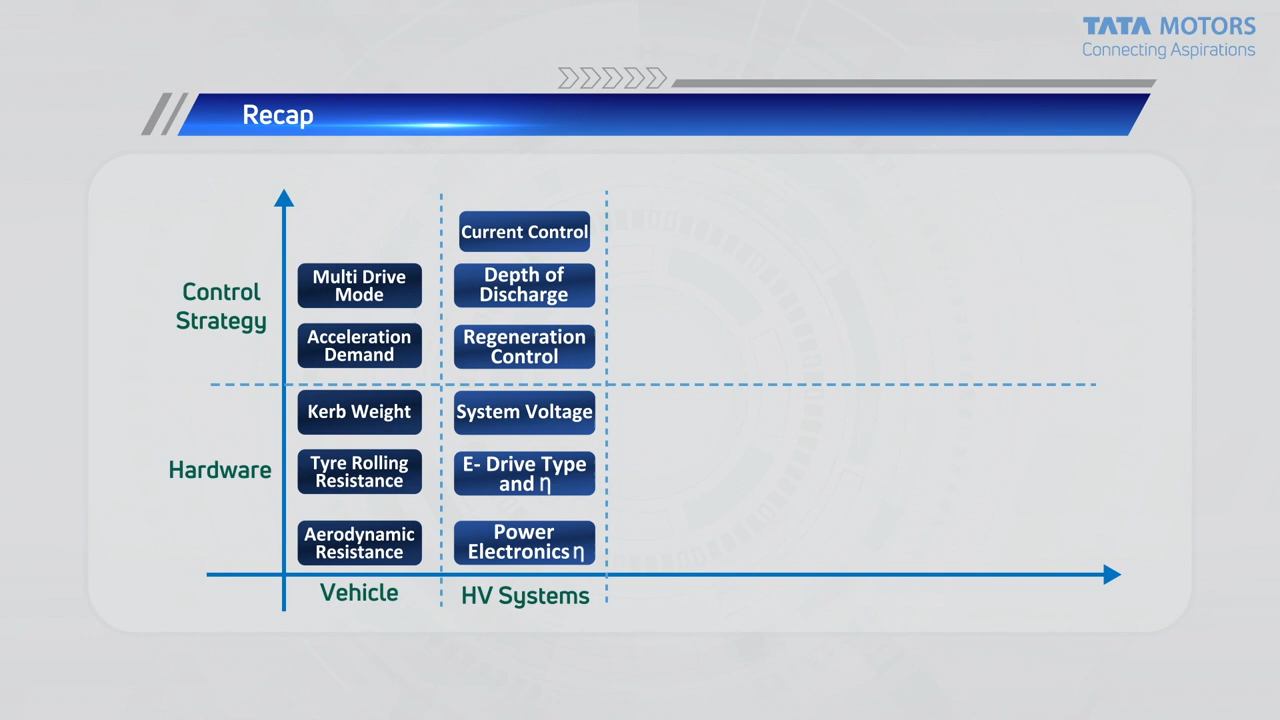 TATA MOTORS
Connecting Aspirations
Recap
Control
Strategy
Hardware
Multi Drive
Mode
Acceleration
Demand
Kerb Weight
Tyre Rolling
Resistance
Aerodynamic
Resistance
Vehicle
Current Control
Depth of
Discharge
Regeneration
Control
System Voltage
E- Drive Type
and η
Power
Electronics η
HV Systems